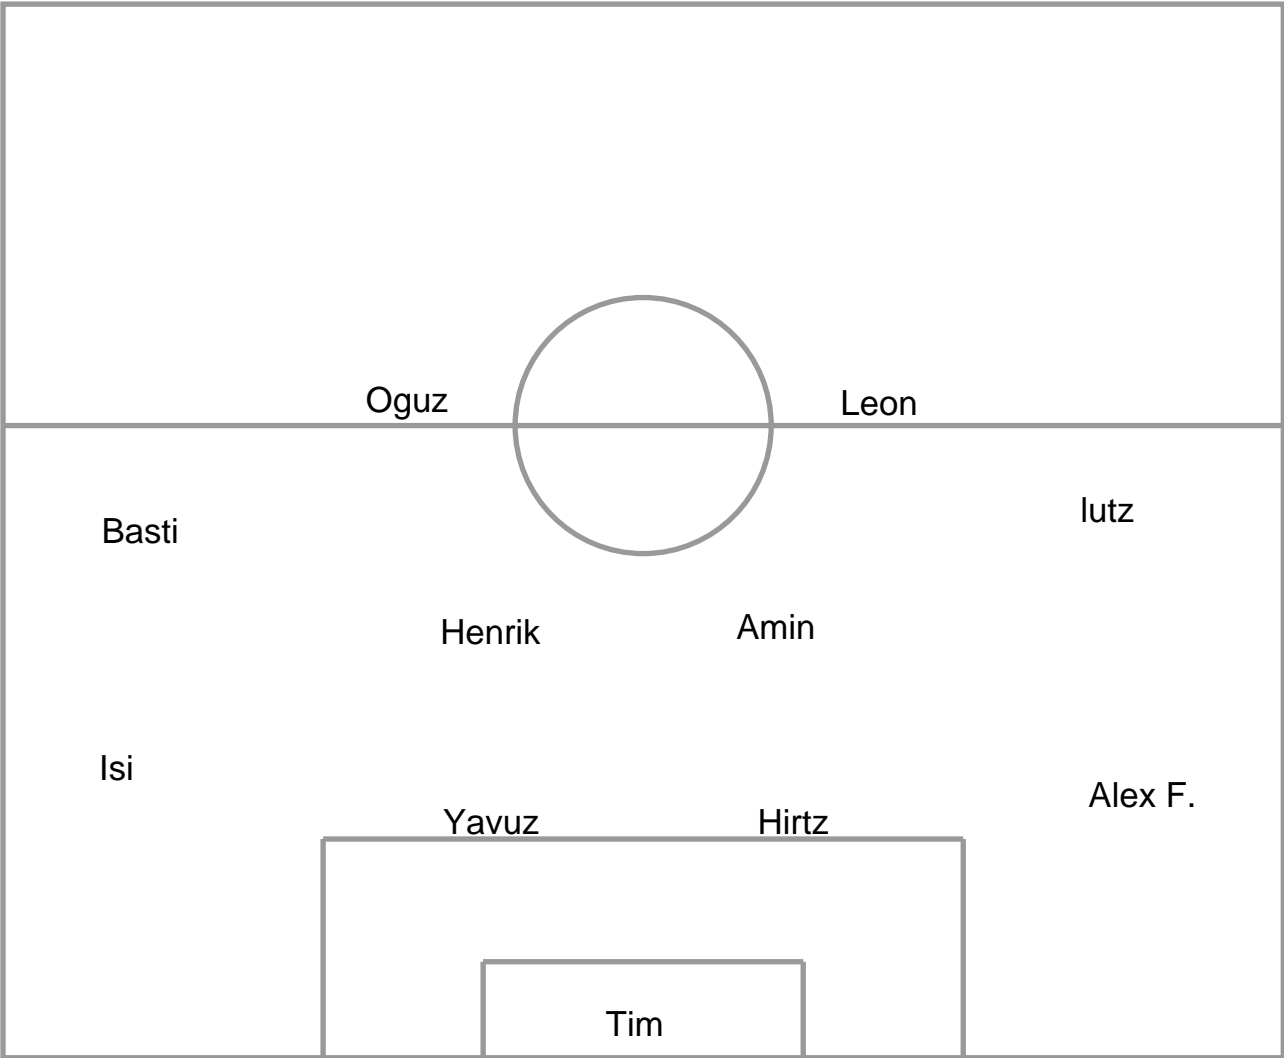 Oguz
Leon
Basti
lutz
Henrik
Amin
Isi
Alex F.
Yavuz
Hirtz
Tim